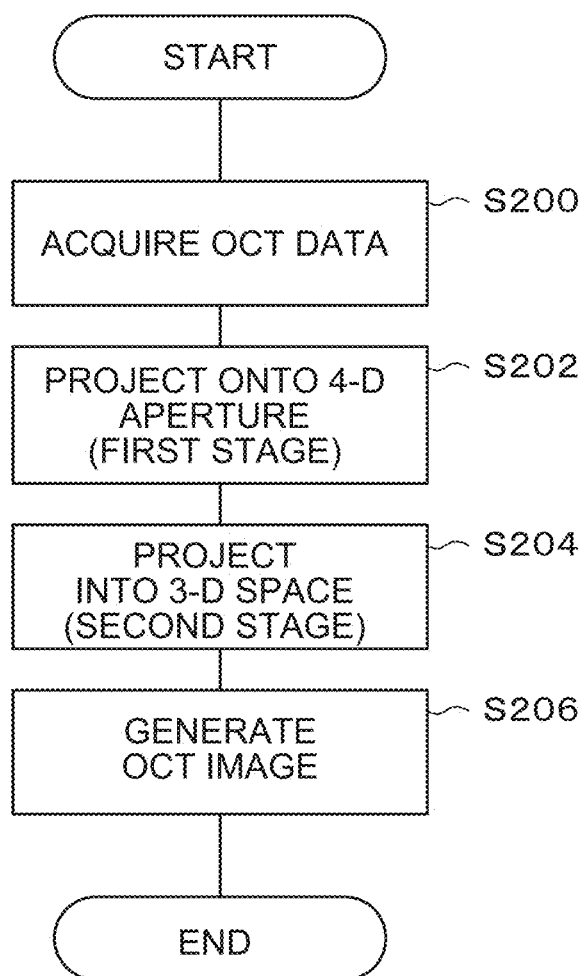 START
S200
ACQUIRE OCT DATA
S202
PROJECT ONTO 4-D
APERTURE
(FIRST STAGE)
S204
PROJECT
INTO 3-D SPACE
(SECOND STAGE)
S206
GENERATE
OCT IMAGE
END